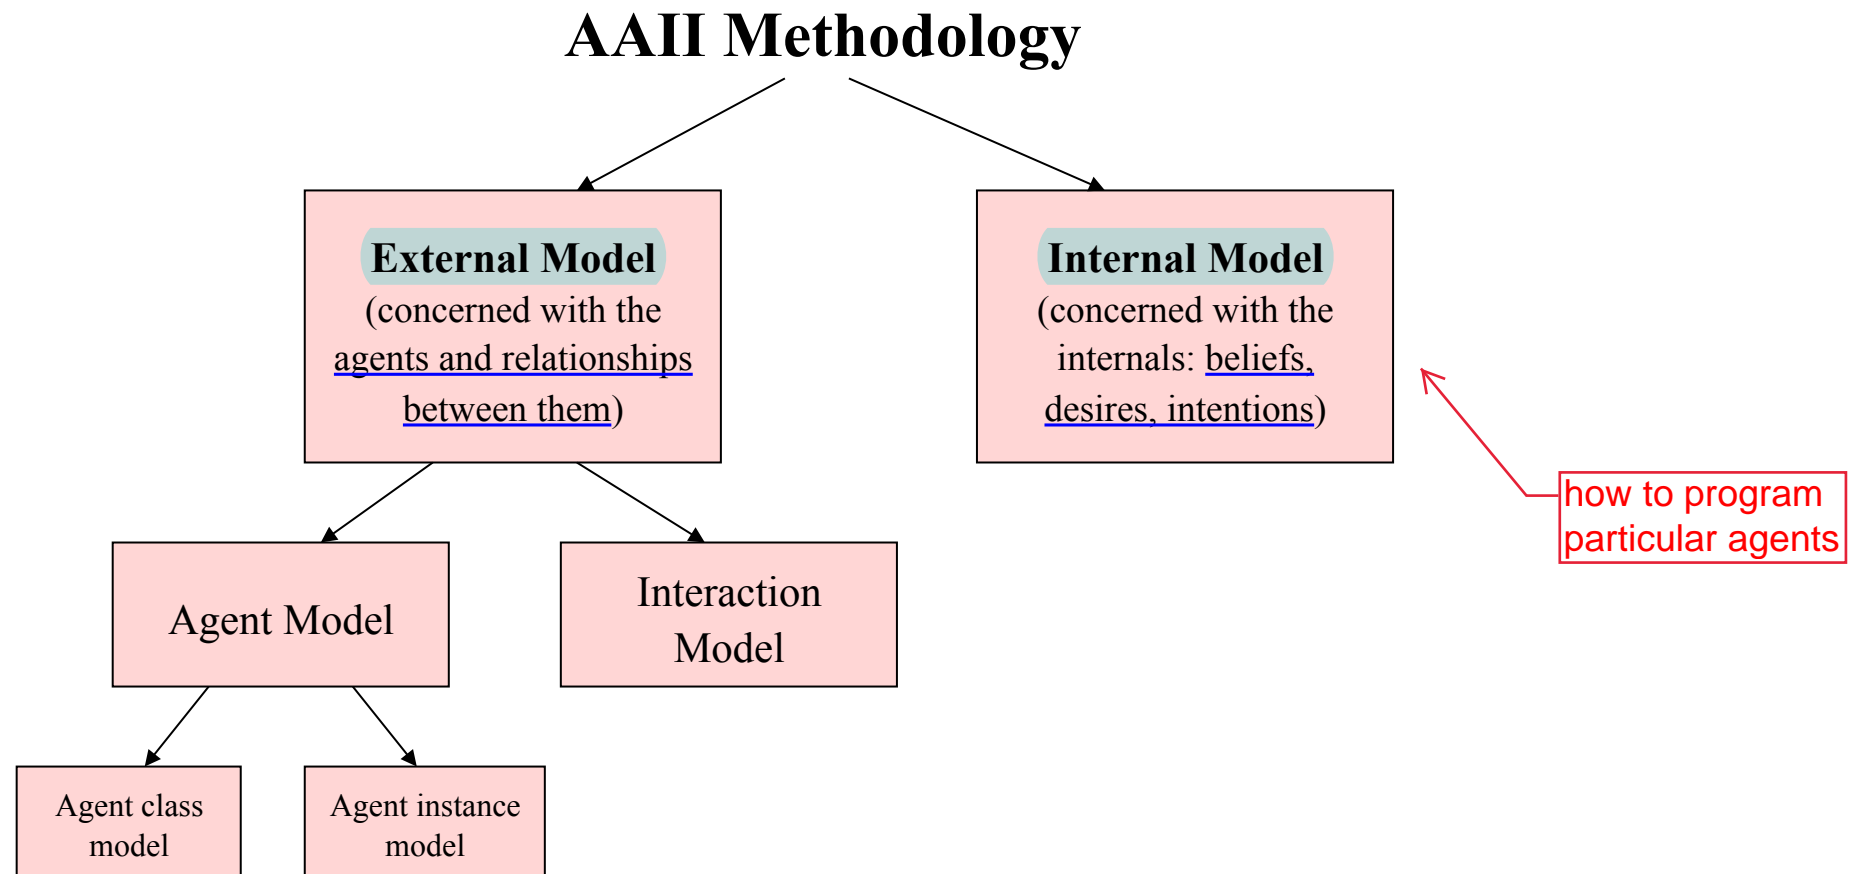 AAII Methodology
External Model
(concerned with the
agents and relationships
between them)
Internal Model
(concerned with the
internals: beliefs,
desires, intentions)
how to program
particular agents
Agent Model
Interaction
Model
Agent class
model
Agent instance
model